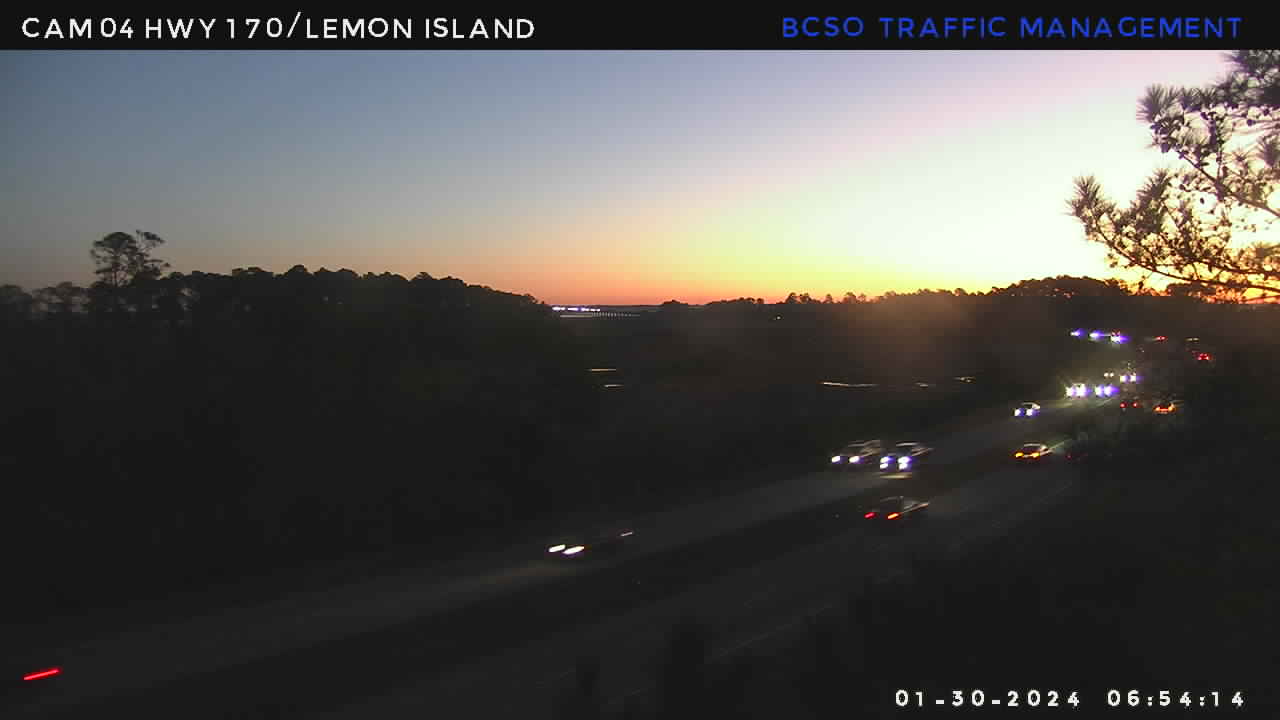 CAM04 HWY 170/LEMON ISLAND
BCSO TRAFFIC MANAGEMENT
01-30-2024 06:54:14